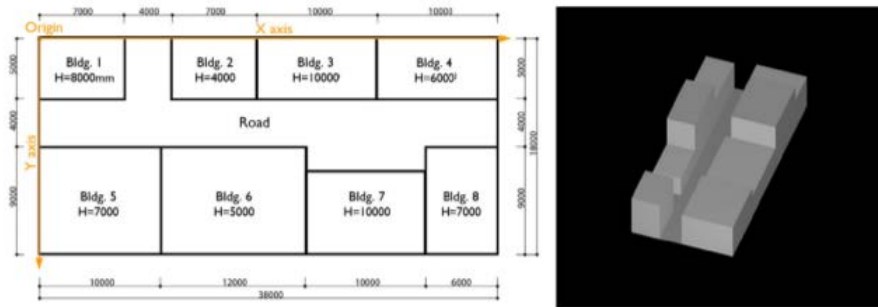 7000 4000 7000 10000 1000
Origin X axis
5000 Bldg. 1 Bldg. 2 Bldg. 3 Bldg. 4 5000
H=8000mm H=4000 H=10000 H=6000
4000 Road 4000
18000
Y axis
9000 Bldg. 5 Bldg. 6 Bldg. 7 Bldg. 8 9000
H=7000 H=5000 H=10000 H=7000
10000 12000 10000 6000
38000